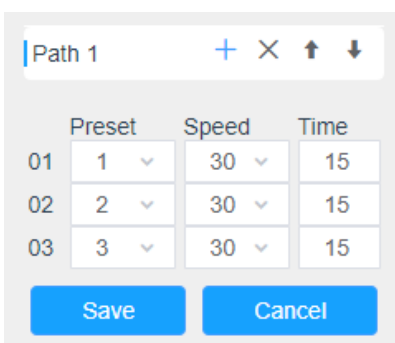 Path 1
Preset Speed Time
01 1 30 15
02 2 30 15
03 3 30 15
Save Cancel